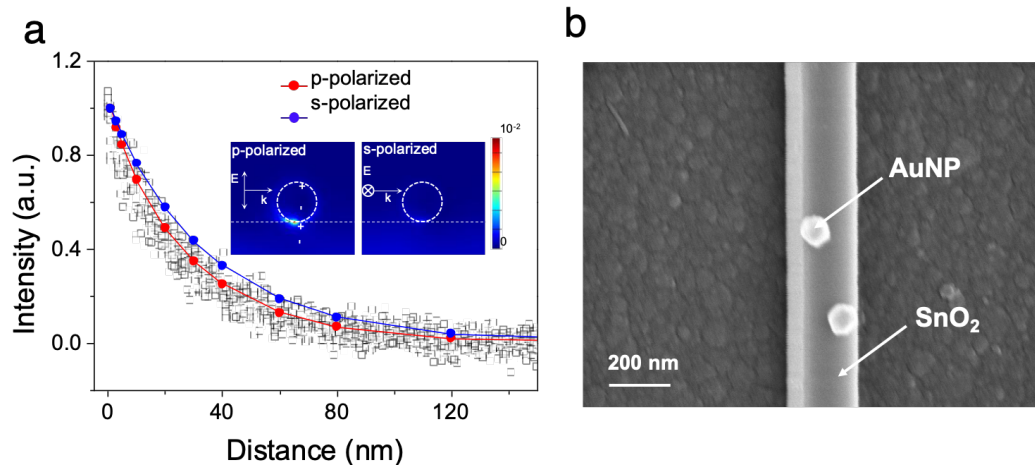 a
1.2
0.8
0.4
0.0
0
40
80
120
Intensity (a.u.)
Distance (nm)
p-polarized
s-polarized
p-polarized
E
k
+
-
+
-
s-polarized
E
k
10-2
0
b
AuNP
SnO2
200 nm